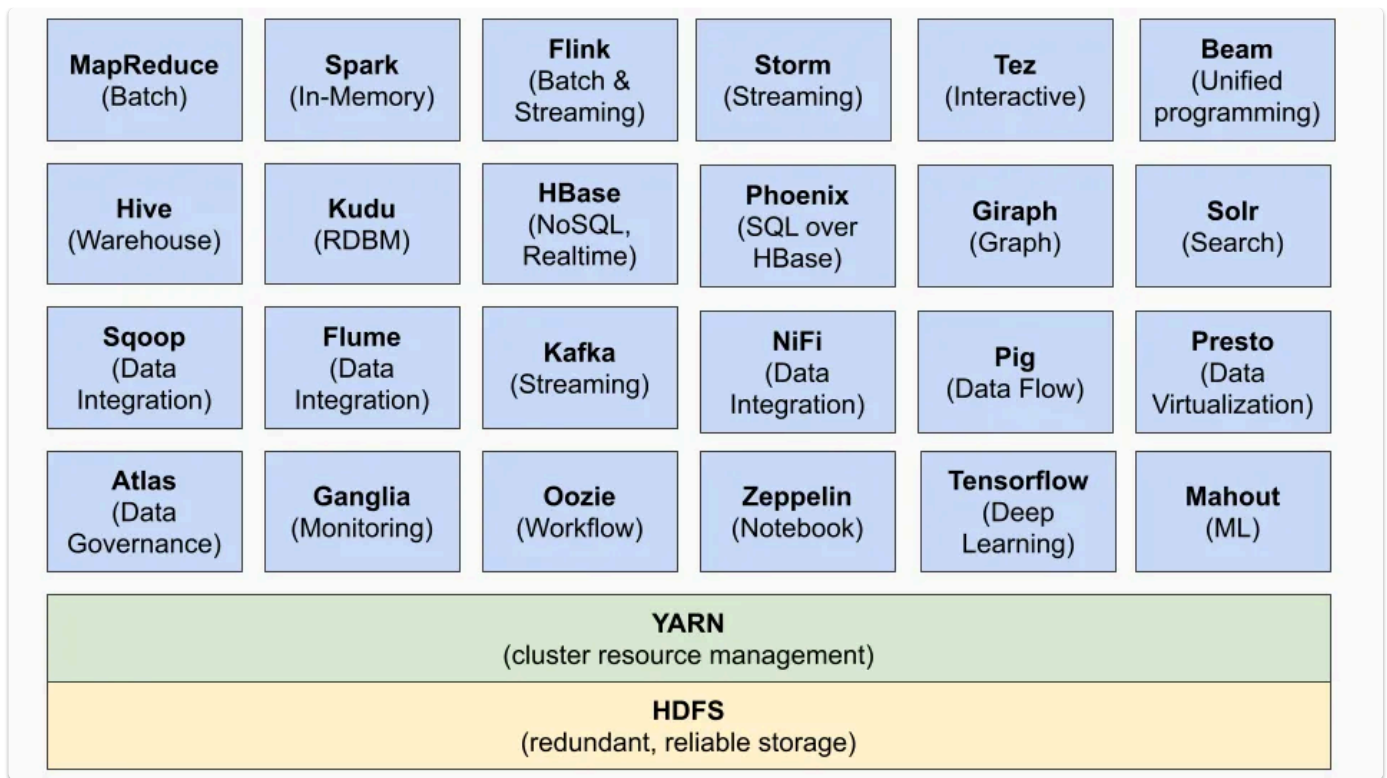 MapReduce
(Batch)
Spark
(In-Memory)
Flink
(Batch &
Streaming)
Storm
(Streaming)
Tez
(Interactive)
Beam
(Unified
programming)
Hive
(Warehouse)
Kudu
(RDBM)
HBase
(NoSQL,
Realtime)
Phoenix
(SQL over
HBase)
Giraph
(Graph)
Solr
(Search)
Sqoop
(Data
Integration)
Flume
(Data
Integration)
Kafka
(Streaming)
NiFi
(Data
Integration)
Pig
(Data Flow)
Presto
(Data
Virtualization)
Atlas
(Data
Governance)
Ganglia
(Monitoring)
Oozie
(Workflow)
Zeppelin
(Notebook)
Tensorflow
(Deep
Learning)
Mahout
(ML)
YARN
(cluster resource management)
HDFS
(redundant, reliable storage)